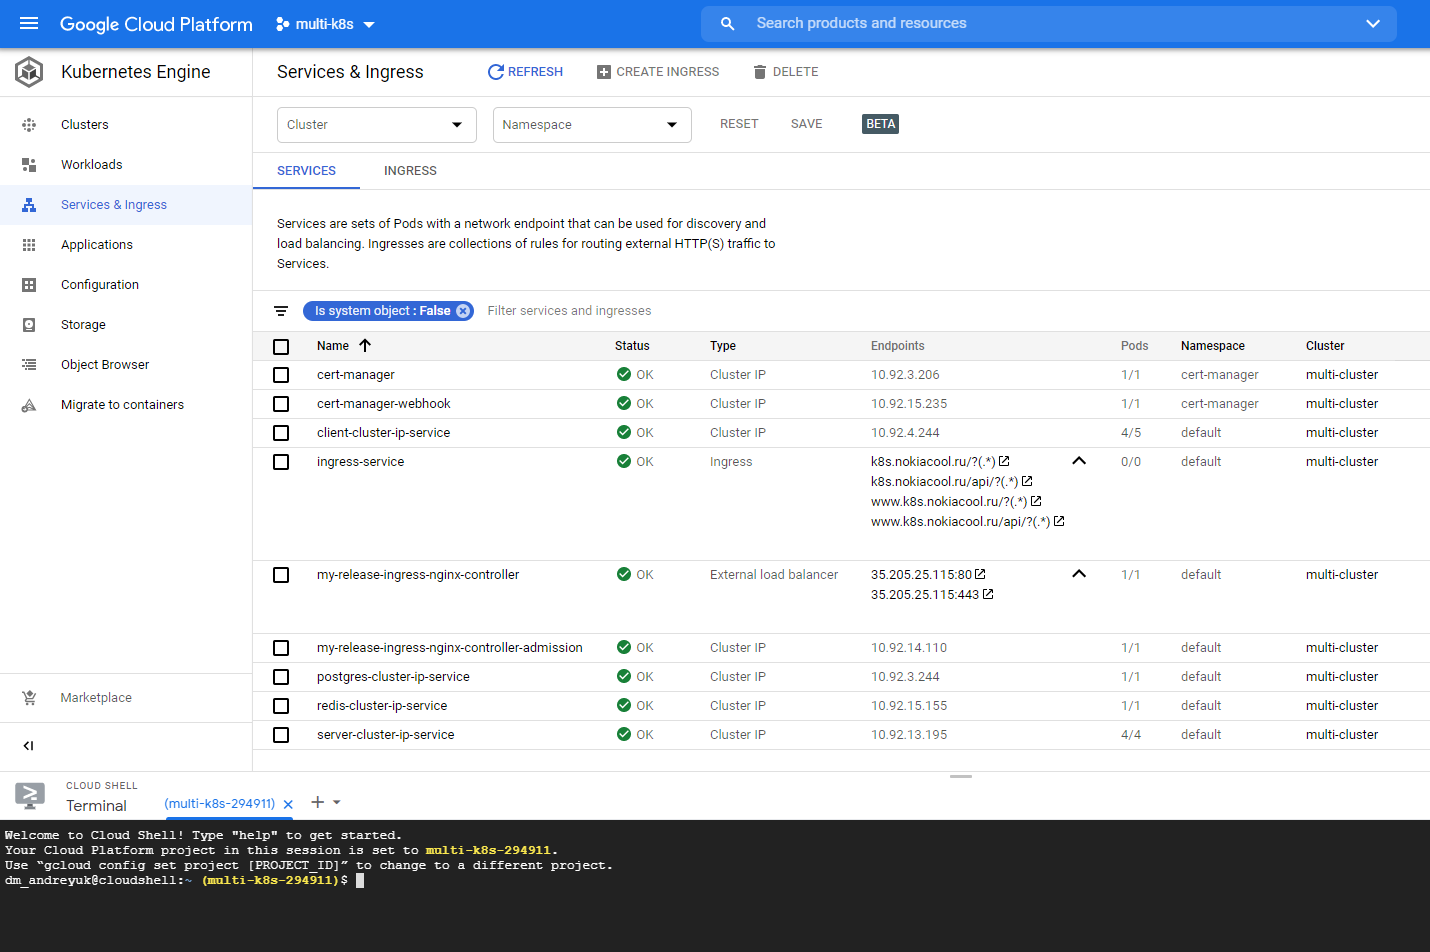 Google Cloud Platform multi-k8s Search products and resources
Kubernetes Engine
Services & Ingress REFRESH CREATE INGRESS DELETE
Clusters
Workloads
Services & Ingress
Applications
Configuration
Storage
Object Browser
Migrate to containers
Marketplace
Cluster Namespace RESET SAVE BETA
SERVICES INGRESS
Services are sets of Pods with a network endpoint that can be used for discovery and
load balancing. Ingresses are collections of rules for routing external HTTP(S) traffic to
Services.
Is system object : False Filter services and ingresses
Name Status Type Endpoints Pods Namespace Cluster
cert-manager OK Cluster IP 10.92.3.206 1/1 cert-manager multi-cluster
cert-manager-webhook OK Cluster IP 10.92.15.235 1/1 cert-manager multi-cluster
client-cluster-ip-service OK Cluster IP 10.92.4.244 4/5 default multi-cluster
ingress-service OK Ingress k8s.nokiacool.ru/?(.*) 0/0 default multi-cluster
k8s.nokiacool.ru/api/?(.*)
www.k8s.nokiacool.ru/?(.*)
www.k8s.nokiacool.ru/api/?(.*)
my-release-ingress-nginx-controller OK External load balancer 35.205.25.115:80 1/1 default multi-cluster
35.205.25.115:443
my-release-ingress-nginx-controller-admission OK Cluster IP 10.92.14.110 1/1 default multi-cluster
postgres-cluster-ip-service OK Cluster IP 10.92.3.244 1/1 default multi-cluster
redis-cluster-ip-service OK Cluster IP 10.92.15.155 1/1 default multi-cluster
server-cluster-ip-service OK Cluster IP 10.92.13.195 4/4 default multi-cluster
CLOUD SHELL
Terminal (multi-k8s-294911)
Welcome to Cloud Shell! Type "help" to get started.
Your Cloud Platform project in this session is set to multi-k8s-294911.
Use “gcloud config set project [PROJECT_ID]” to change to a different project.
dm_andreyuk@cloudshell:~ (multi-k8s-294911)$